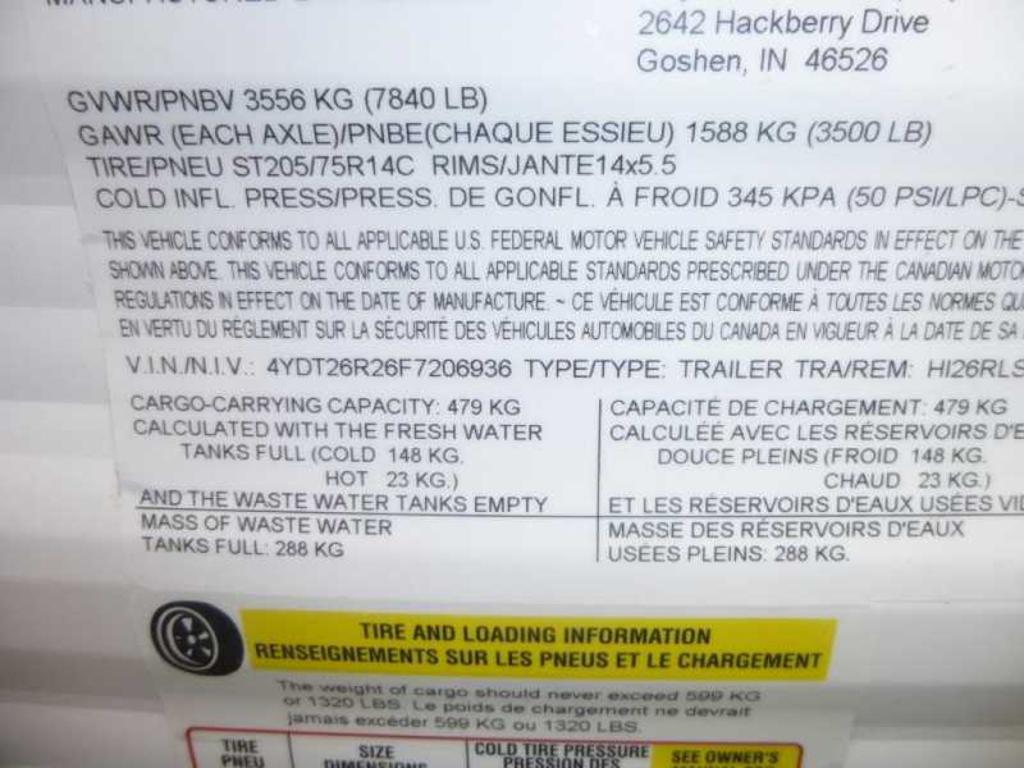 2642 Hackberry Drive
Goshen, IN 46526
GVWR/PNBV 3556 KG (7840 LB)
GAWR (EACH AXLE)/PNBE(CHAQUE ESSIEU) 1588 KG (3500 LB)
TIRE/PNEU ST205/75R14C RIMS/JANTE14x5.5
COLD INFL. PRESS/PRESS. DE GONFL. À FROID 345 KPA (50 PSI/LPC)-S
THIS VEHICLE CONFORMS TO ALL APPLICABLE U.S. FEDERAL MOTOR VEHICLE SAFETY STANDARDS IN EFFECT ON THE
SHOWN ABOVE. THIS VEHICLE CONFORMS TO ALL APPLICABLE STANDARDS PRESCRIBED UNDER THE CANADIAN MOTO
REGULATIONS IN EFFECT ON THE DATE OF MANUFACTURE. ~ CE VÉHICULE EST CONFORME À TOUTES LES NORMES QU
EN VERTU DU RÈGLEMENT SUR LA SÉCURITÉ DES VÉHICULES AUTOMOBILES DU CANADA EN VIGUEUR À LA DATE DE SA
V.I.N./N.I.V.: 4YDT26R26F7206936 TYPE/TYPE: TRAILER TRA/REM: HI26RLS
CARGO-CARRYING CAPACITY: 479 KG
CALCULATED WITH THE FRESH WATER
TANKS FULL (COLD 148 KG.
HOT 23 KG.)
AND THE WASTE WATER TANKS EMPTY
MASS OF WASTE WATER
TANKS FULL: 288 KG
CAPACITÉ DE CHARGEMENT: 479 KG
CALCULÉE AVEC LES RÉSERVOIRS D'E
DOUCE PLEINS (FROID 148 KG.
CHAUD 23 KG.)
ET LES RÉSERVOIRS D'EAUX USÉES VID
MASSE DES RÉSERVOIRS D'EAUX
USÉES PLEINS: 288 KG.
TIRE AND LOADING INFORMATION
RENSEIGNEMENTS SUR LES PNEUS ET LE CHARGEMENT
The weight of cargo should never exceed 599 KG
or 1320 LBS. Le poids de chargement ne devrait
jamais excéder 599 KG ou 1320 LBS.
TIRE
PNEU
SIZE
DIMENSIONS
COLD TIRE PRESSURE
PRESSION DES
SEE OWNER'S